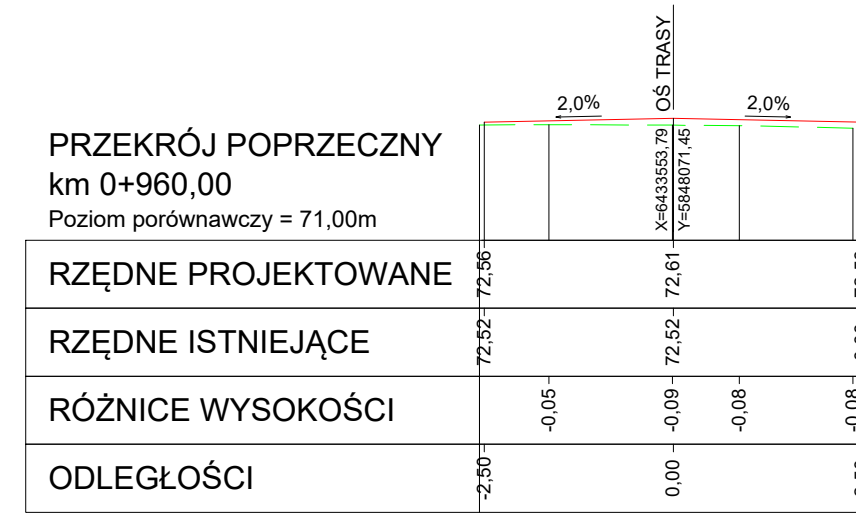 OŚ TRASY
2,0% 2,0%
X=6433553,79
Y=5848071,45
PRZEKRÓJ POPRZECZNY
km 0+960,00
Poziom porównawczy = 71,00m
RZĘDNE PROJEKTOWANE 72,56 72,61
RZĘDNE ISTNIEJĄCE 72,52 72,52
RÓŻNICE WYSOKOŚCI -0,05 -0,09 -0,08 -0,08
ODLEGŁOŚCI -2,50 0,00